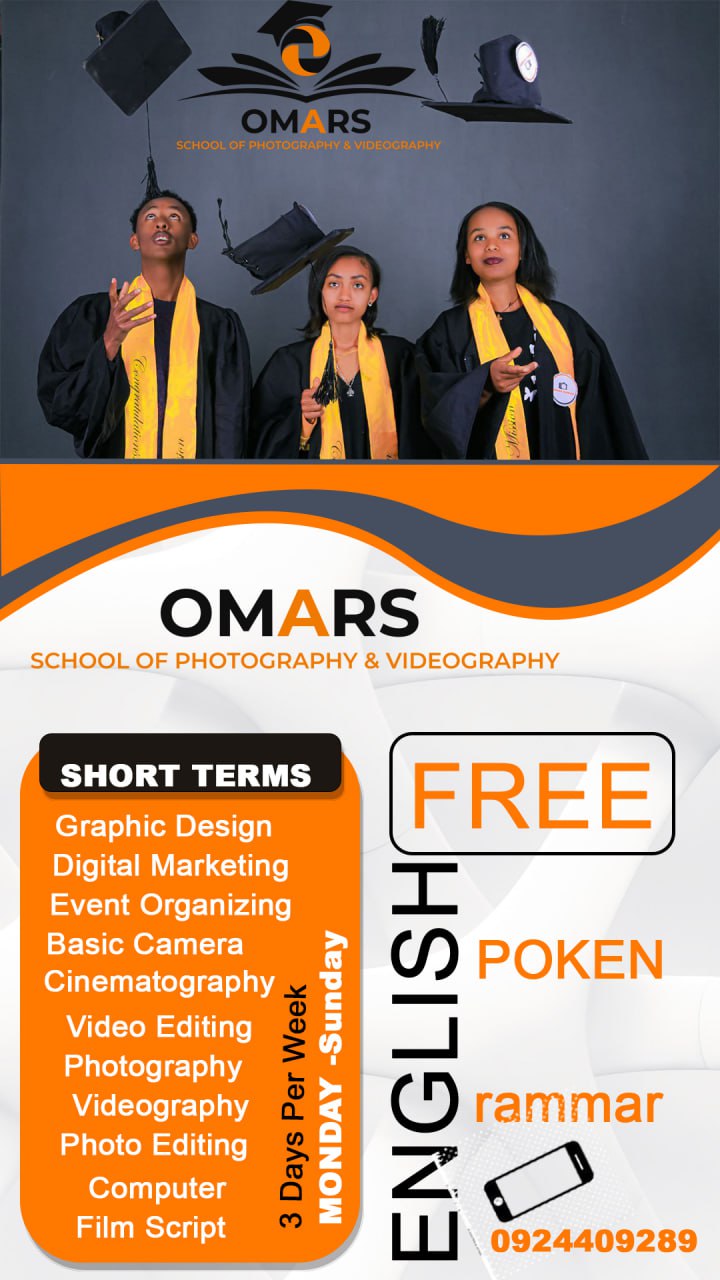 OMARS
SCHOOL OF PHOTOGRAPHY & VIDEOGRAPHY
Congratulations
Mission
OMARS
SCHOOL OF PHOTOGRAPHY & VIDEOGRAPHY
SHORT TERMS
Graphic Design
Digital Marketing
Event Organizing
Basic Camera
Cinematography
Video Editing
Photography
Videography
Photo Editing
Computer
Film Script
3 Days Per Week
MONDAY -Sunday
FREE
ENGLISH
POKEN
rammar
0924409289